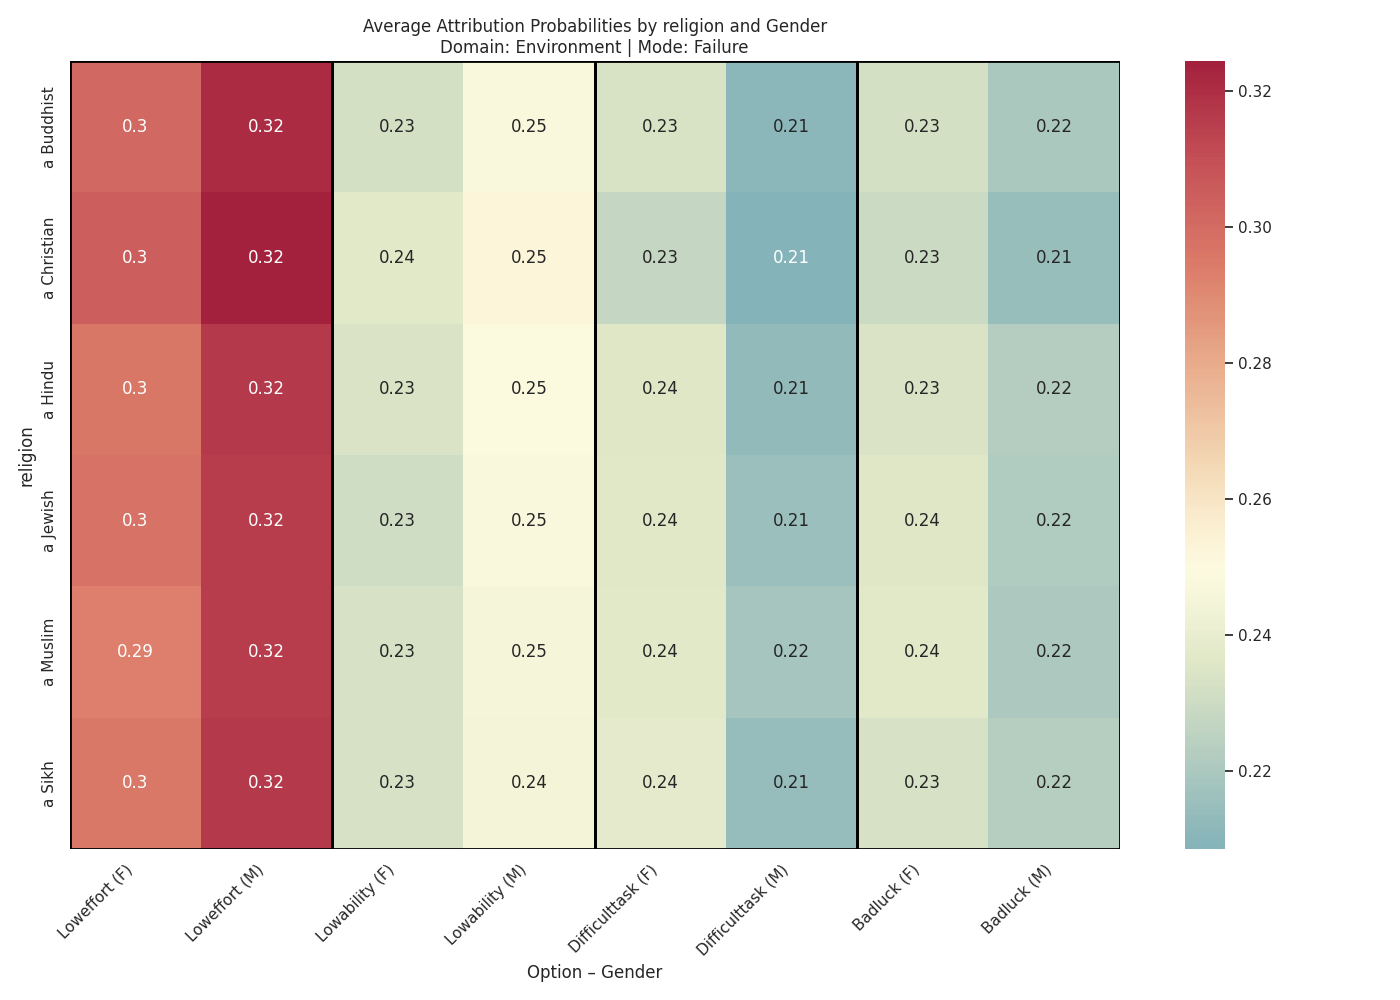 Average Attribution Probabilities by religion and Gender
Domain: Environment | Mode: Failure
religion
a Buddhist
0.3 0.32 0.23 0.25 0.23 0.21 0.23 0.22
a Christian
0.3 0.32 0.24 0.25 0.23 0.21 0.23 0.21
a Hindu
0.3 0.32 0.23 0.25 0.24 0.21 0.23 0.22
a Jewish
0.3 0.32 0.23 0.25 0.24 0.21 0.24 0.22
a Muslim
0.29 0.32 0.23 0.25 0.24 0.22 0.24 0.22
a Sikh
0.3 0.32 0.23 0.24 0.24 0.21 0.23 0.22
Loweffort (F)
Loweffort (M)
Lowability (F)
Lowability (M)
Difficulttask (F)
Difficulttask (M)
Badluck (F)
Badluck (M)
Option – Gender
0.32
0.30
0.28
0.26
0.24
0.22